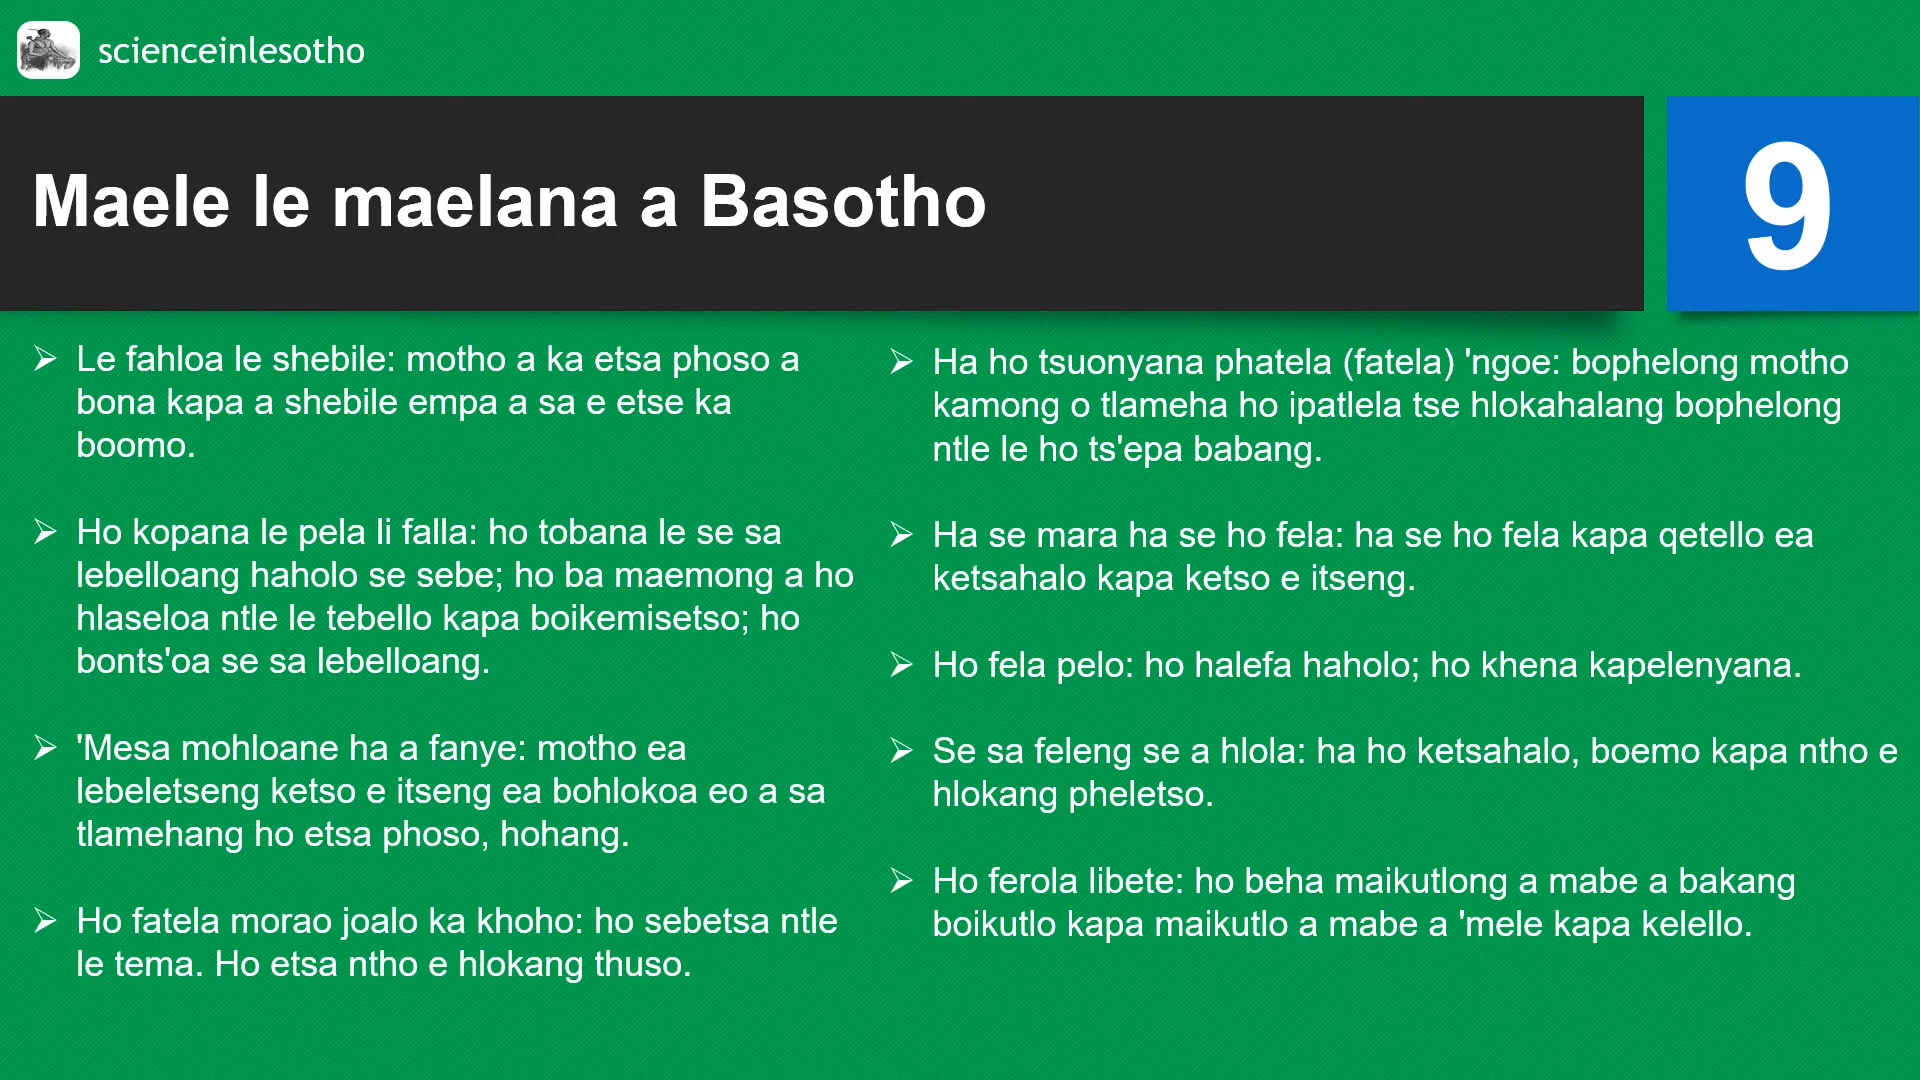 scienceinlesotho
Maele le maelana a Basotho
9
Le fahloa le shebile: motho a ka etsa phoso a
bona kapa a shebile empa a sa e etse ka
boomo.
Ho kopana le pela li falla: ho tobana le se sa
lebelloang haholo se sebe; ho ba maemong a ho
hlaseloa ntle le tebello kapa boikemisetso; ho
bonts'oa se sa lebelloang.
'Mesa mohloane ha a fanye: motho ea
lebeletseng ketso e itseng ea bohlokoa eo a sa
tlamehang ho etsa phoso, hohang.
Ho fatela morao joalo ka khoho: ho sebetsa ntle
le tema. Ho etsa ntho e hlokang thuso.
Ha ho tsuonyana phatela (fatela) 'ngoe: bophelong motho
kamong o tlameha ho ipatlela tse hlokahalang bophelong
ntle le ho ts'epa babang.
Ha se mara ha se ho fela: ha se ho fela kapa qetello ea
ketsahalo kapa ketso e itseng.
Ho fela pelo: ho halefa haholo; ho khena kapelenyana.
Se sa feleng se a hlola: ha ho ketsahalo, boemo kapa ntho e
hlokang pheletso.
Ho ferola libete: ho beha maikutlong a mabe a bakang
boikutlo kapa maikutlo a mabe a 'mele kapa kelello.